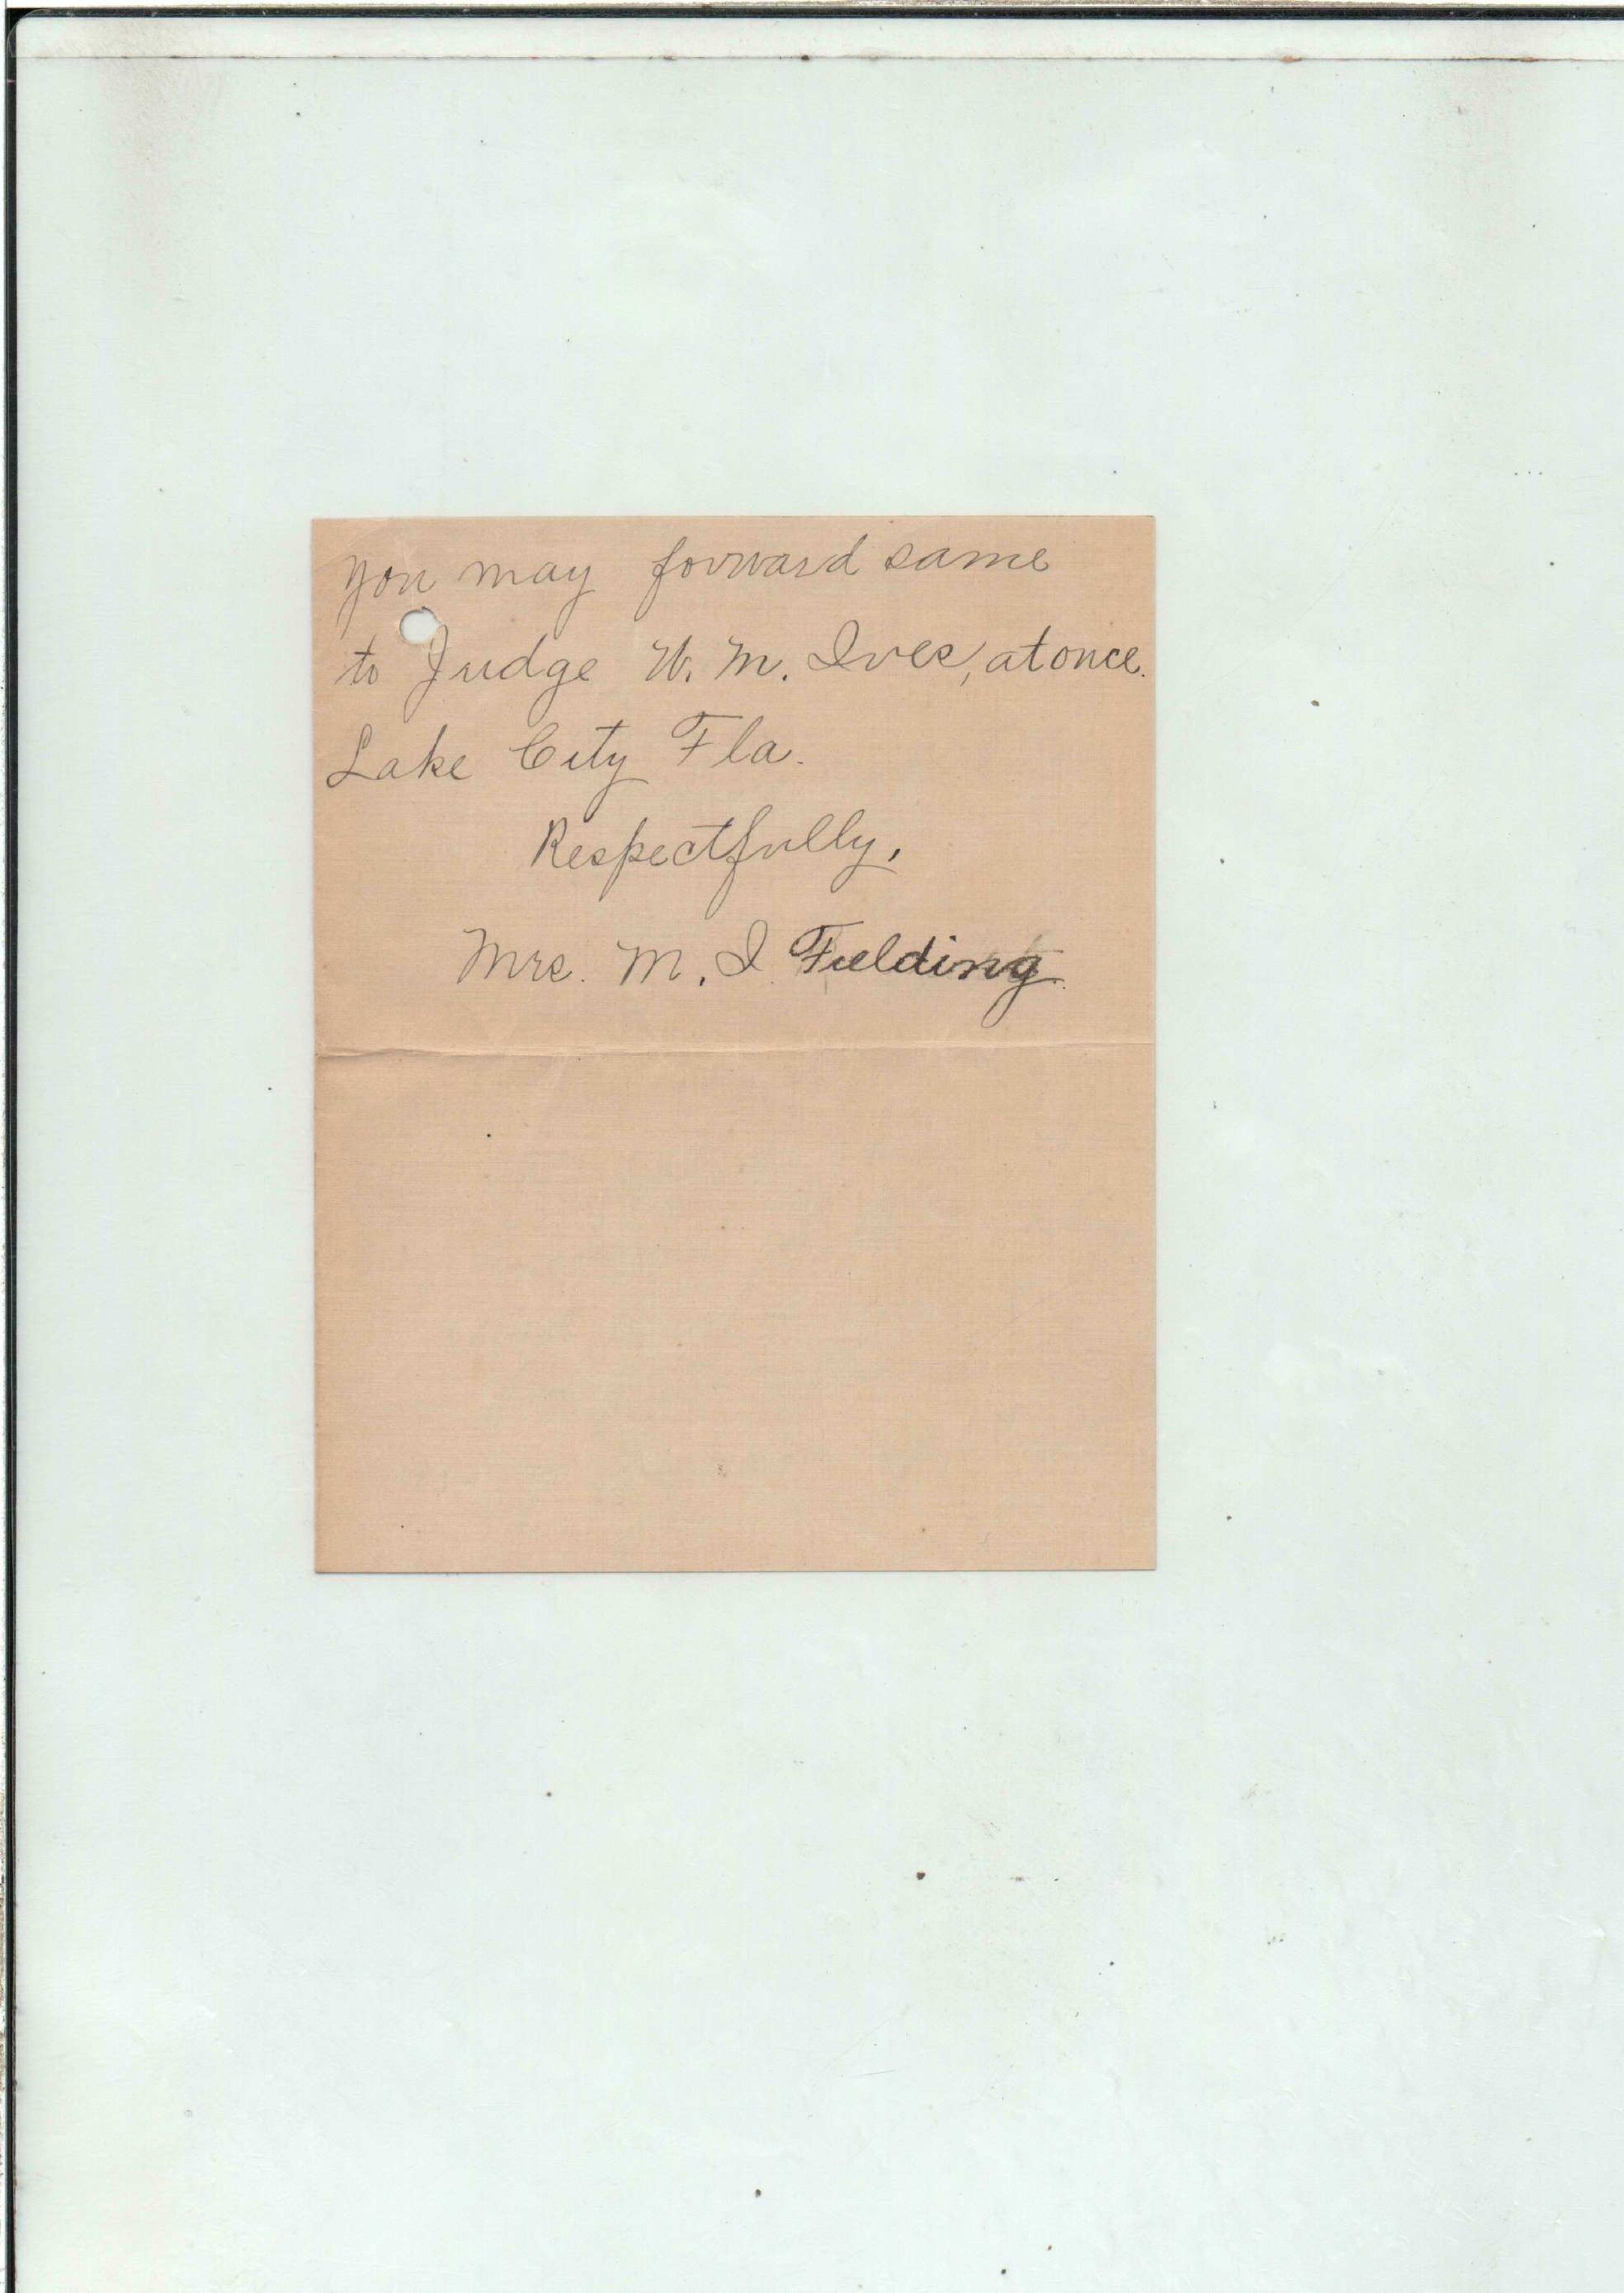 you may forward same
to Judge W. M. Ives, at once.
Lake City Fla.
Respectfully,
Mrs. M. I. Fielding.